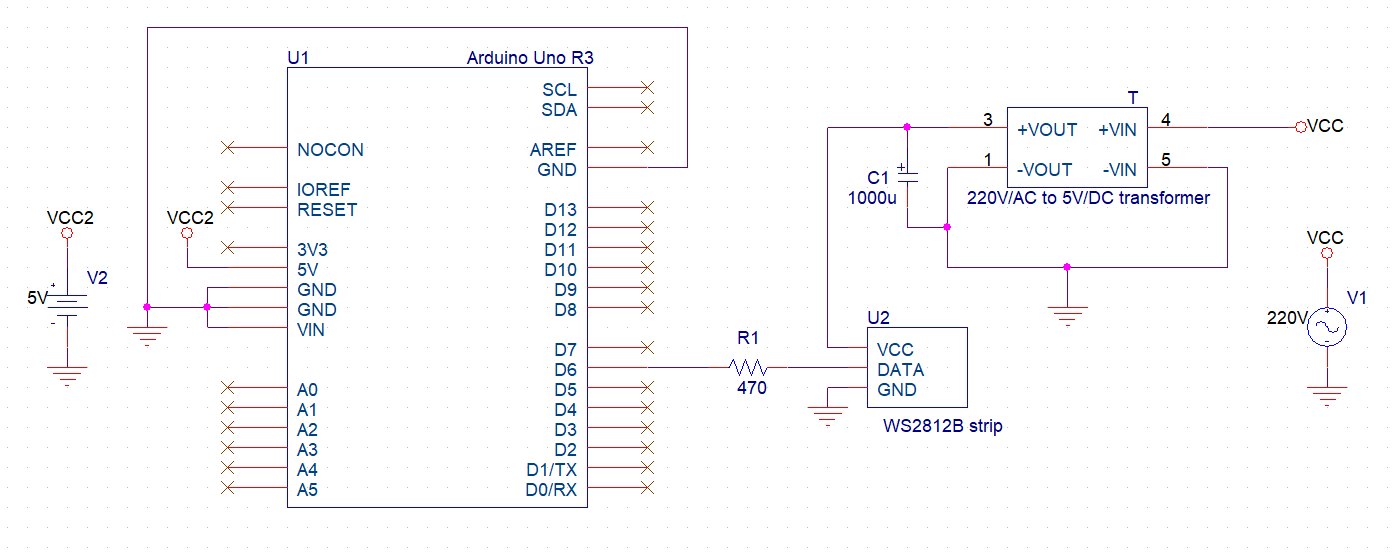 U1 Arduino Uno R3
SCL
SDA
NOCON AREF
GND
IOREF
RESET D13
D12
3V3 D11
5V D10
GND D9
GND D8
VIN
D7
D6
A0 D5
A1 D4
A2 D3
A3 D2
A4 D1/TX
A5 D0/RX
VCC2 VCC2
V2
5V
+
-
R1
470
C1
+
1000u
T
3 +VOUT +VIN 4 VCC
1 -VOUT -VIN 5
220V/AC to 5V/DC transformer
U2
VCC
DATA
GND
WS2812B strip
VCC
V1
220V
+
-